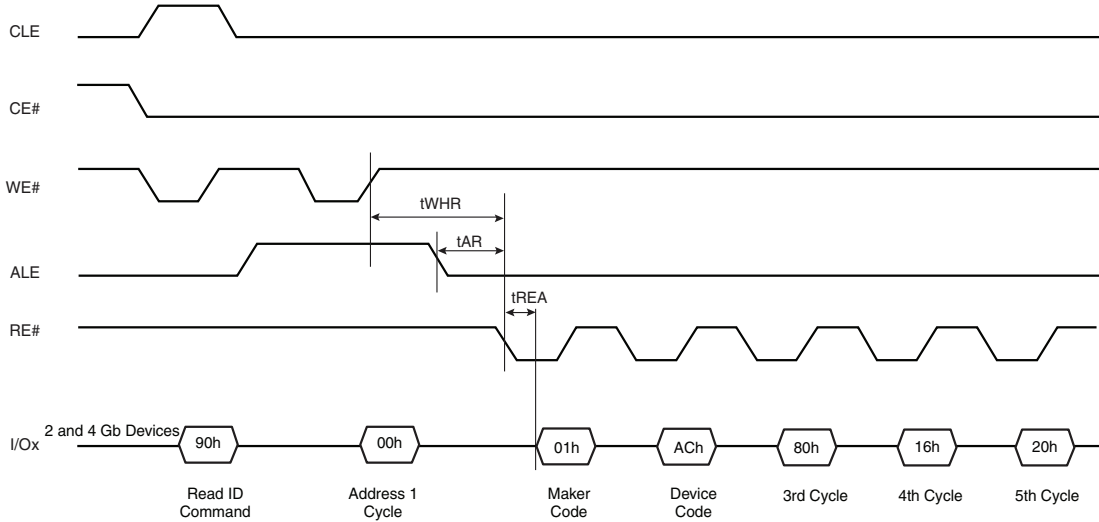 CLE
CE#
WE#
tWHR
tAR
ALE
tREA
RE#
2 and 4 Gb Devices
I/Ox
90h
00h
01h
ACh
80h
16h
20h
Read ID
Command
Address 1
Cycle
Maker
Code
Device
Code
3rd Cycle
4th Cycle
5th Cycle